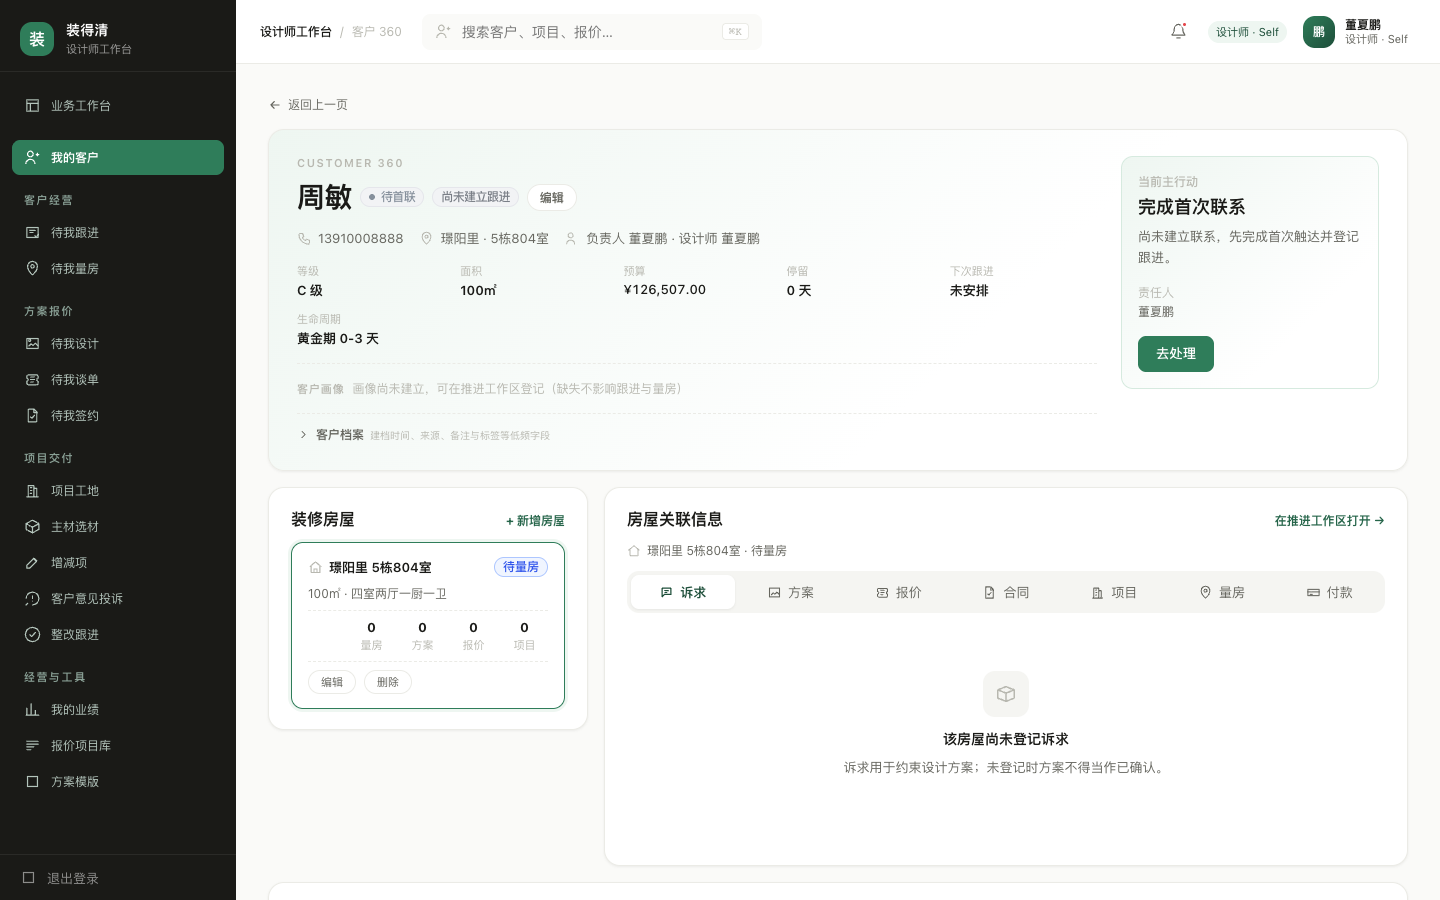 装
装得清
设计师工作台
业务工作台
我的客户
客户经营
待我跟进
待我量房
方案报价
待我设计
待我谈单
待我签约
项目交付
项目工地
主材选材
增减项
客户意见投诉
整改跟进
经营与工具
我的业绩
报价项目库
方案模版
退出登录
设计师工作台 / 客户 360
搜索客户、项目、报价...
⌘K
设计师 · Self
鹏
董夏鹏
设计师 · Self
← 返回上一页
CUSTOMER 360
周敏 待首联 尚未建立跟进 编辑
13910008888 璟阳里 · 5栋804室 负责人 董夏鹏 · 设计师 董夏鹏
等级 面积 预算 停留 下次跟进
C 级 100㎡ ¥126,507.00 0 天 未安排
生命周期
黄金期 0-3 天
客户画像 画像尚未建立，可在推进工作区登记（缺失不影响跟进与量房）
客户档案 建档时间、来源、备注与标签等低频字段
当前主行动
完成首次联系
尚未建立联系，先完成首次触达并登记
跟进。
责任人
董夏鹏
去处理
装修房屋 + 新增房屋
璟阳里 5栋804室 待量房
100㎡ · 四室两厅一厨一卫
0 0 0 0
量房 方案 报价 项目
编辑 删除
房屋关联信息 在推进工作区打开 →
璟阳里 5栋804室 · 待量房
诉求 方案 报价 合同 项目 量房 付款
该房屋尚未登记诉求
诉求用于约束设计方案；未登记时方案不得当作已确认。